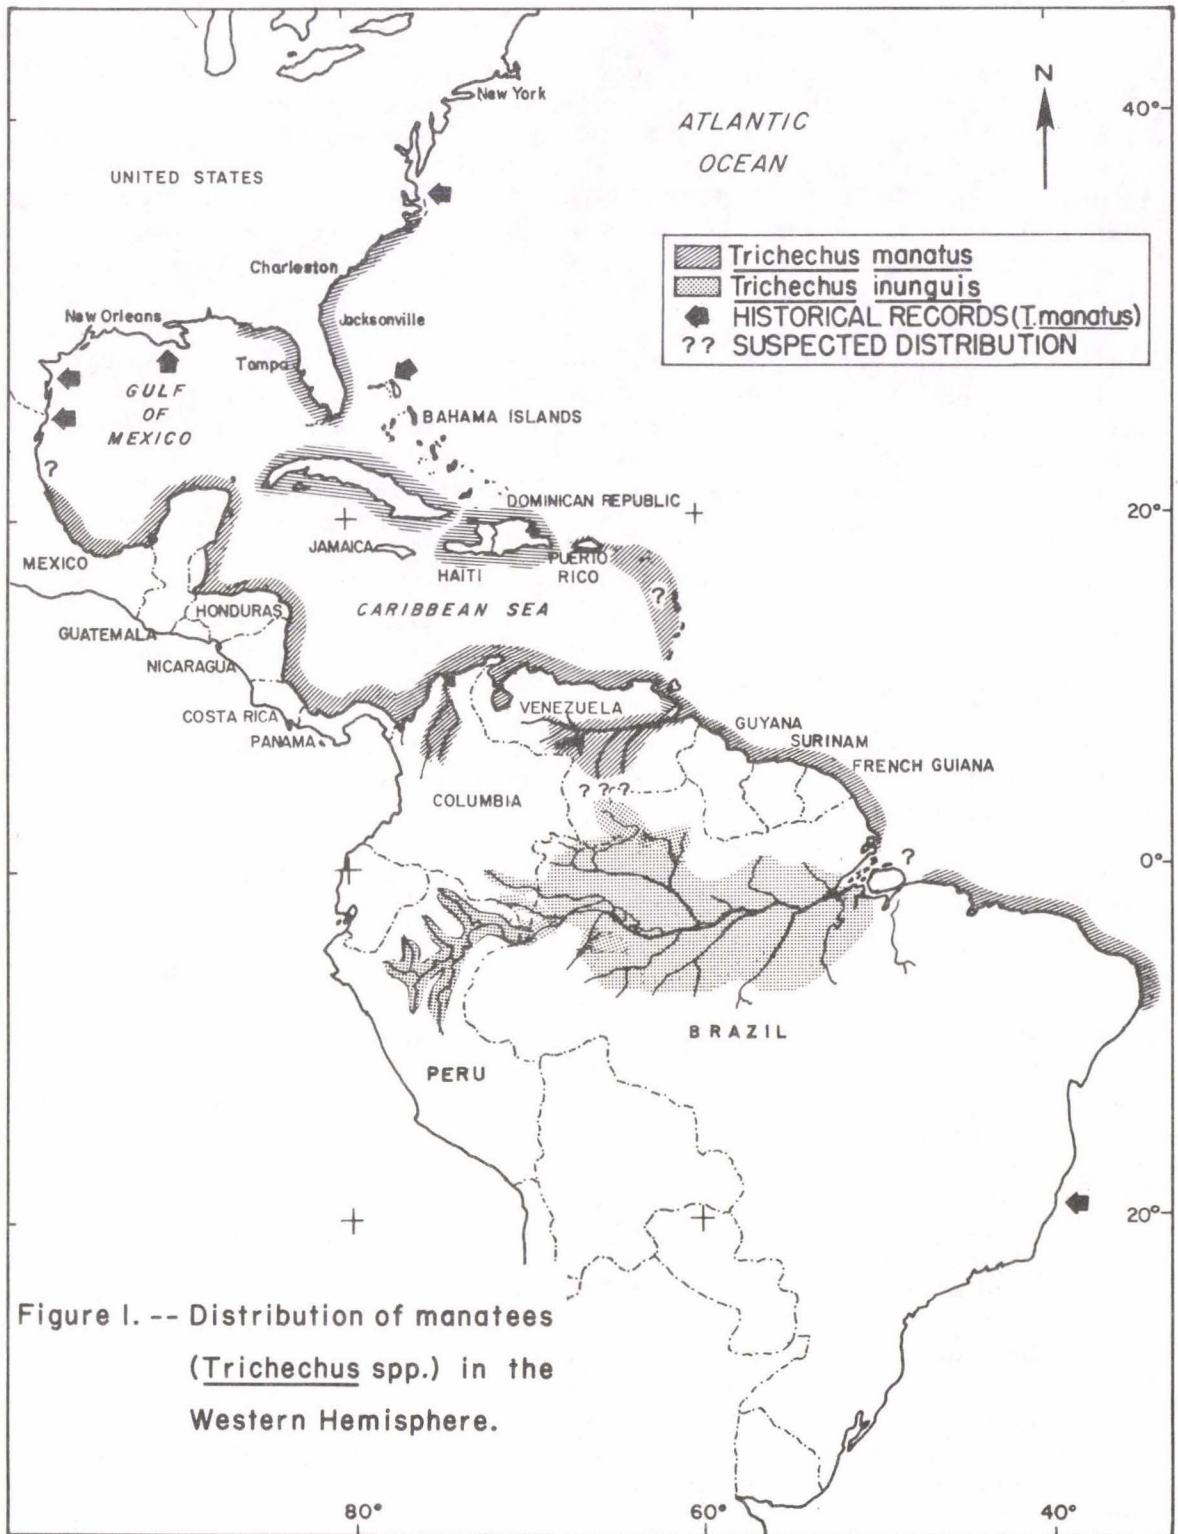 New York
N
40°
ATLANTIC
OCEAN
UNITED STATES
Trichechus manatus
Trichechus inunguis
HISTORICAL RECORDS(T.manatus)
?? SUSPECTED DISTRIBUTION
Charleston
New Orleans
Jacksonville
Tampa
GULF
OF
MEXICO
BAHAMA ISLANDS
?
DOMINICAN REPUBLIC
20°
JAMAICA
MEXICO
HAITI
PUERTO
RICO
?
HONDURAS
CARIBBEAN SEA
GUATEMALA
NICARAGUA
COSTA RICA
PANAMA
VENEZUELA
GUYANA
SURINAM
FRENCH GUIANA
COLUMBIA
? ? ?
?
0°
BRAZIL
PERU
20°
Figure I. -- Distribution of manatees
(Trichechus spp.) in the
Western Hemisphere.
80°
60°
40°